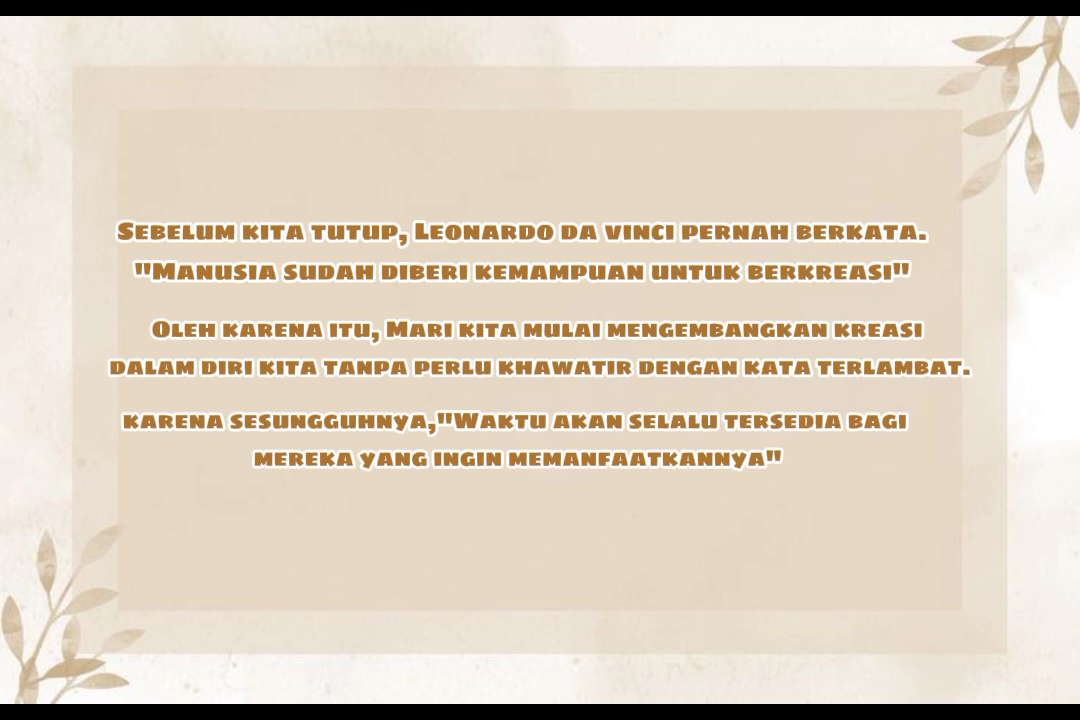 Sebelum kita tutup, Leonardo da vinci pernah berkata.
"Manusia sudah diberi kemampuan untuk berkreasi"
Oleh karena itu, Mari kita mulai mengembangkan kreasi
dalam diri kita tanpa perlu khawatir dengan kata terlambat.
karena sesungguhnya,"Waktu akan selalu tersedia bagi
mereka yang ingin memanfaatkannya"